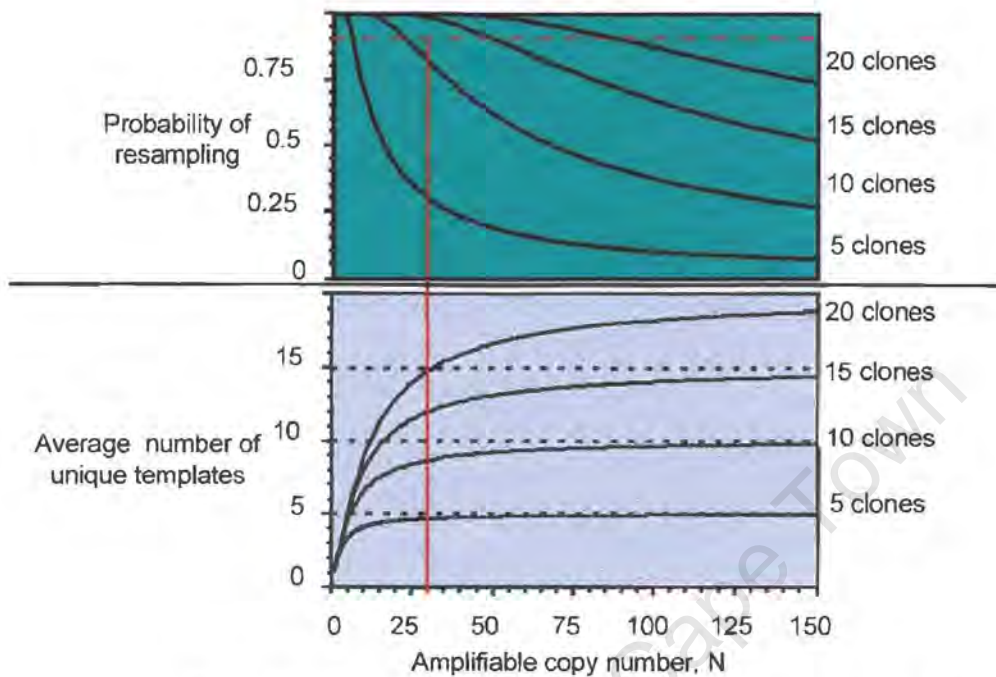 0.75
0.5
0.25
0
Probability of
resampling
20 clones
15 clones
10 clones
5 clones
15
10
5
0
Average number of
unique templates
20 clones
15 clones
10 clones
5 clones
0 25 50 75 100 125 150
Amplifiable copy number, N
Cape Town